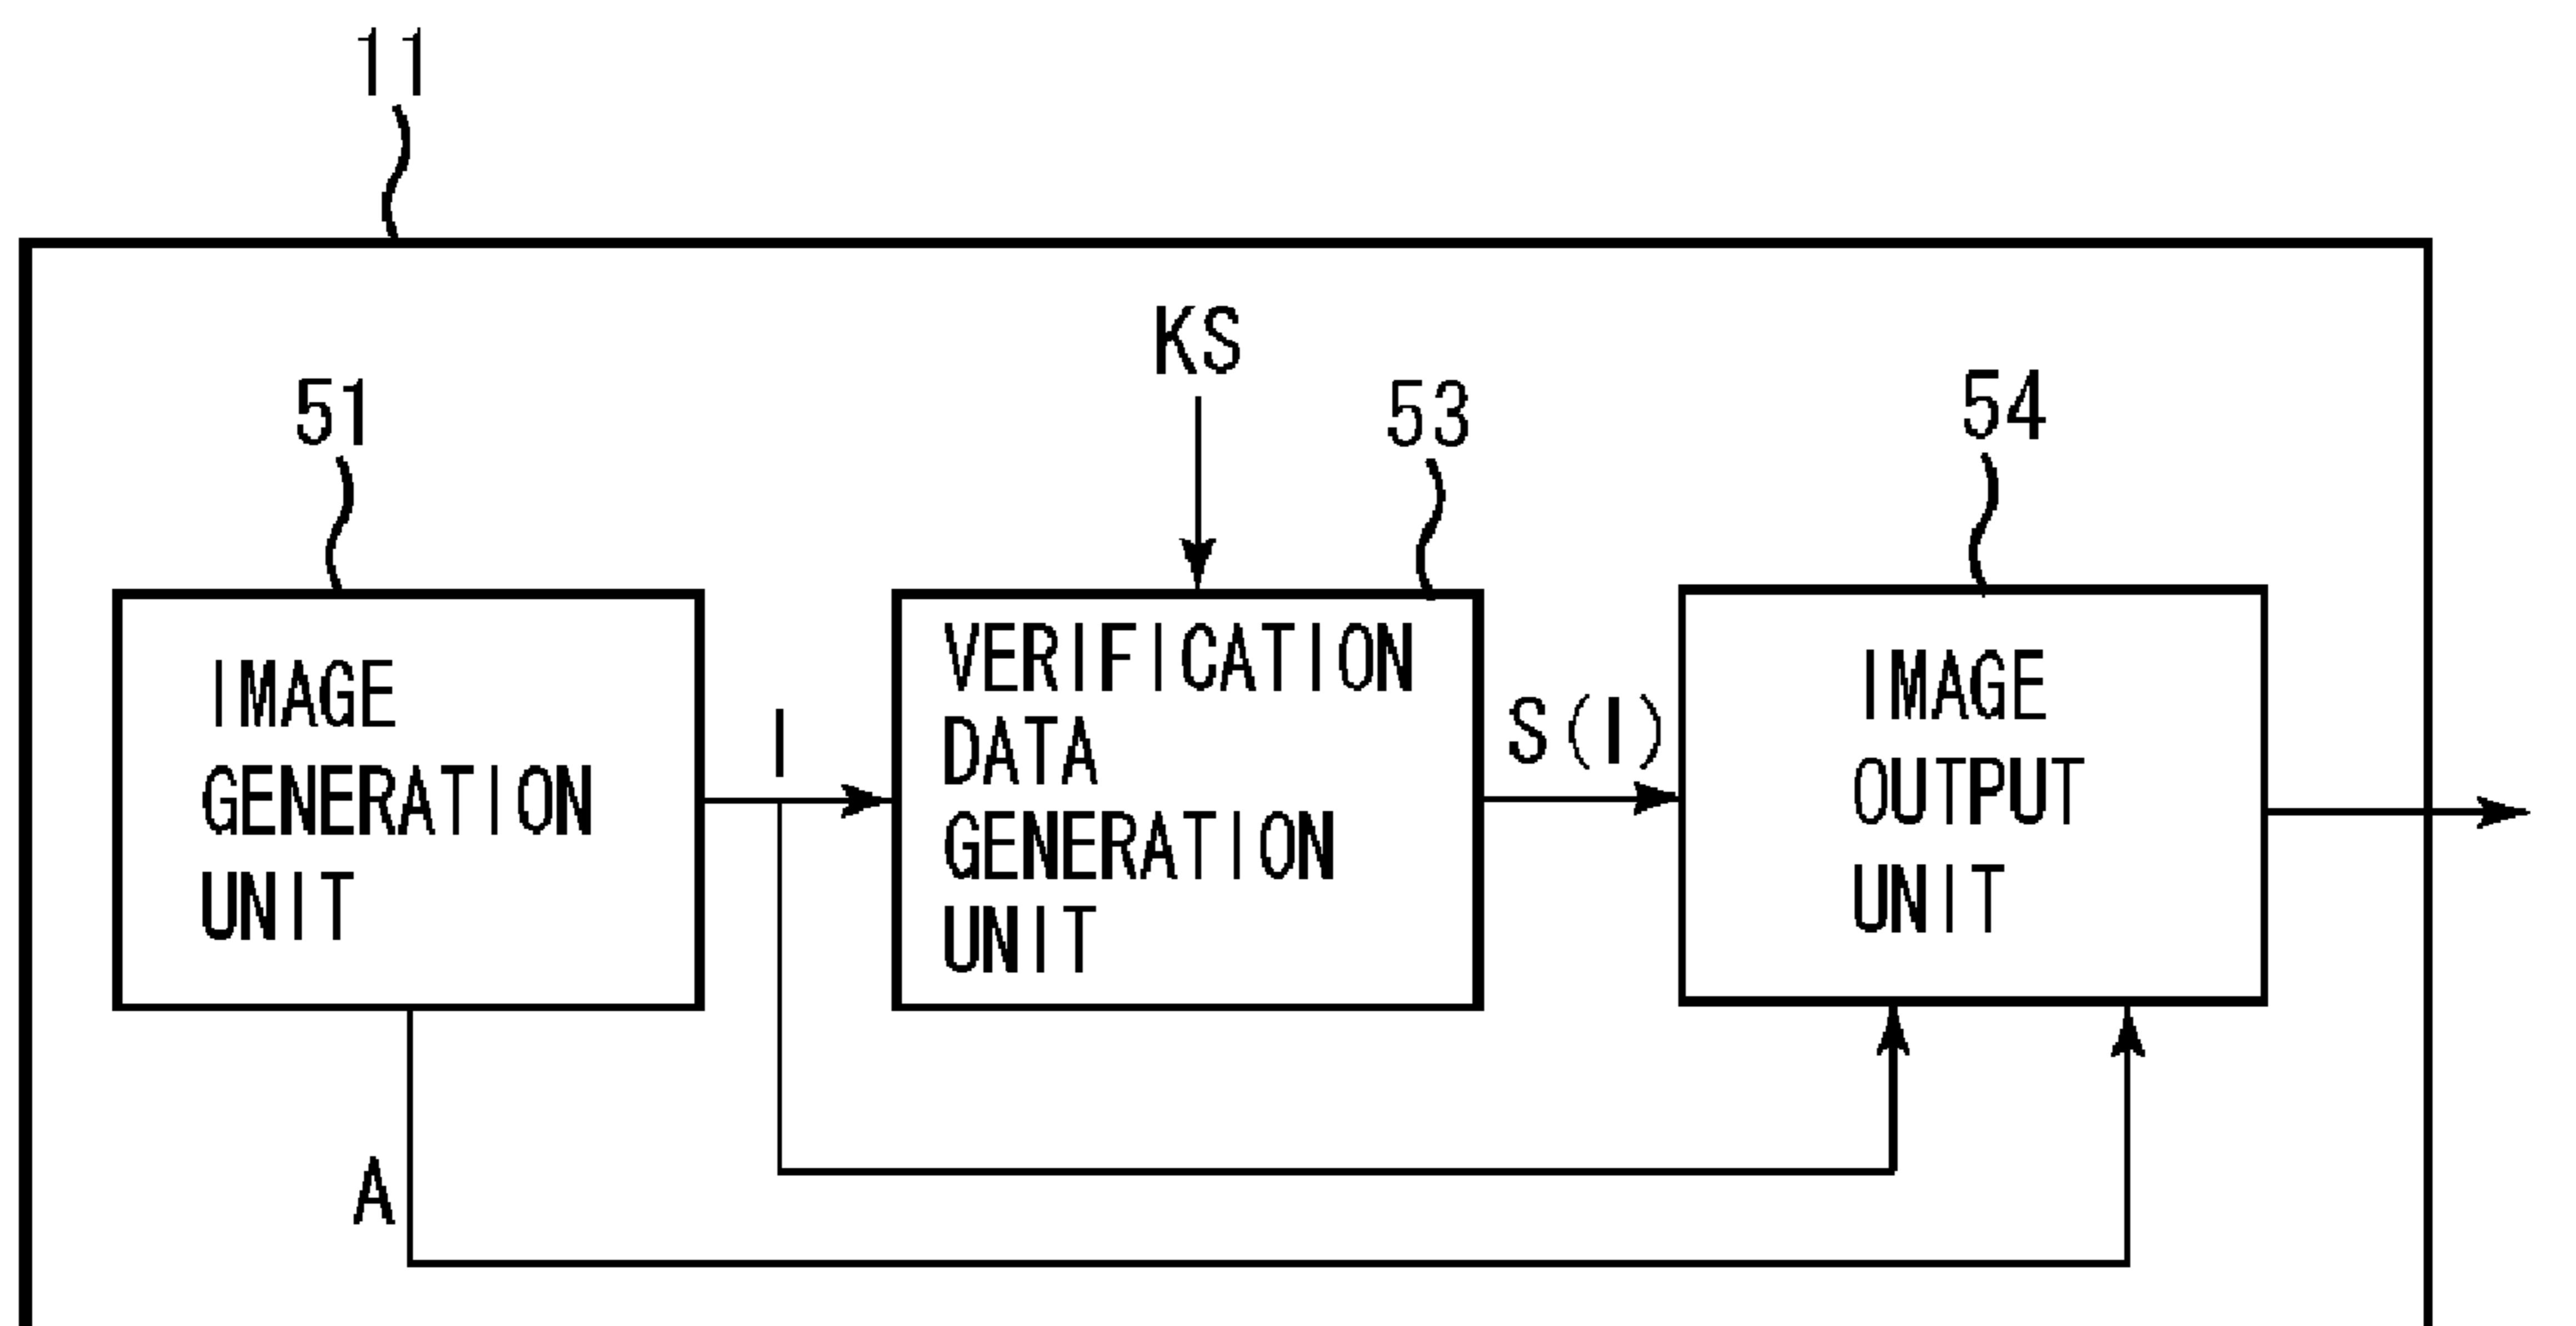 11
KS
51
53
54
IMAGE
GENERATION
UNIT
I
VERIFICATION
DATA
GENERATION
UNIT
S(I)
IMAGE
OUTPUT
UNIT
A